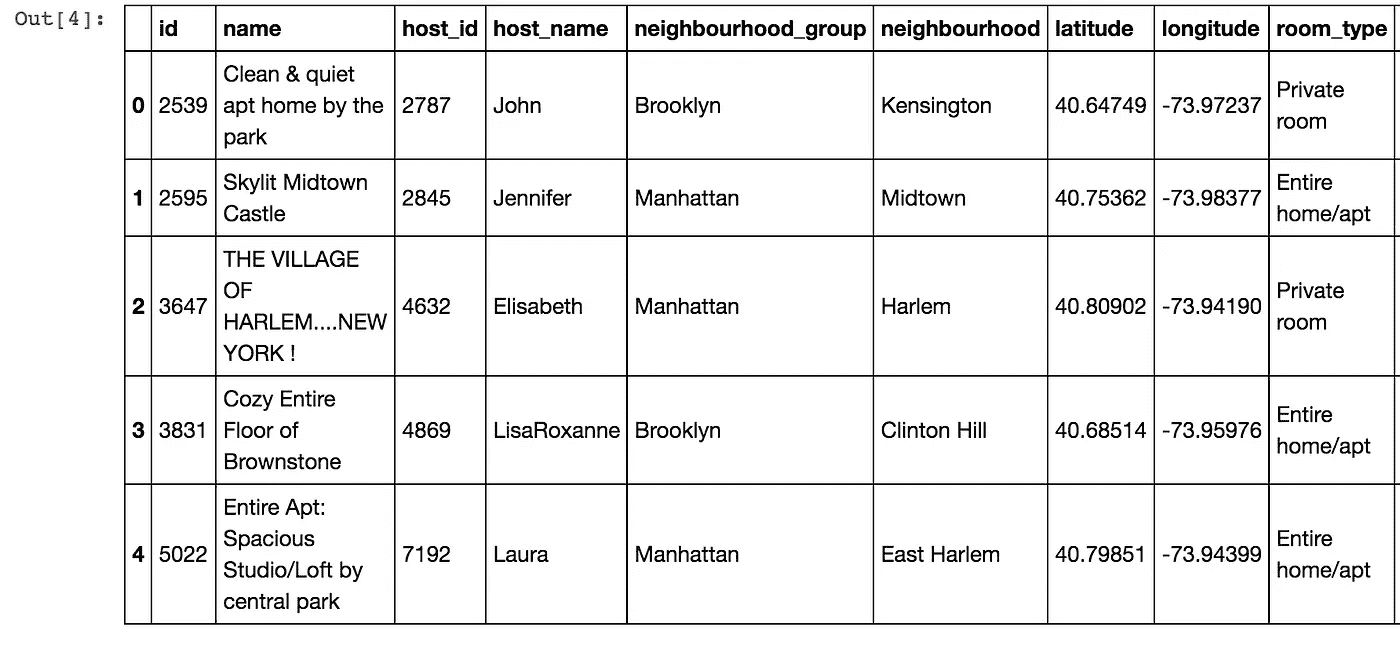 Out[4]:
id name host_id host_name neighbourhood_group neighbourhood latitude longitude room_type
0 2539 Clean & quiet apt home by the park 2787 John Brooklyn Kensington 40.64749 -73.97237 Private room
1 2595 Skylit Midtown Castle 2845 Jennifer Manhattan Midtown 40.75362 -73.98377 Entire home/apt
2 3647 THE VILLAGE OF HARLEM....NEW YORK ! 4632 Elisabeth Manhattan Harlem 40.80902 -73.94190 Private room
3 3831 Cozy Entire Floor of Brownstone 4869 LisaRoxanne Brooklyn Clinton Hill 40.68514 -73.95976 Entire home/apt
4 5022 Entire Apt: Spacious Studio/Loft by central park 7192 Laura Manhattan East Harlem 40.79851 -73.94399 Entire home/apt